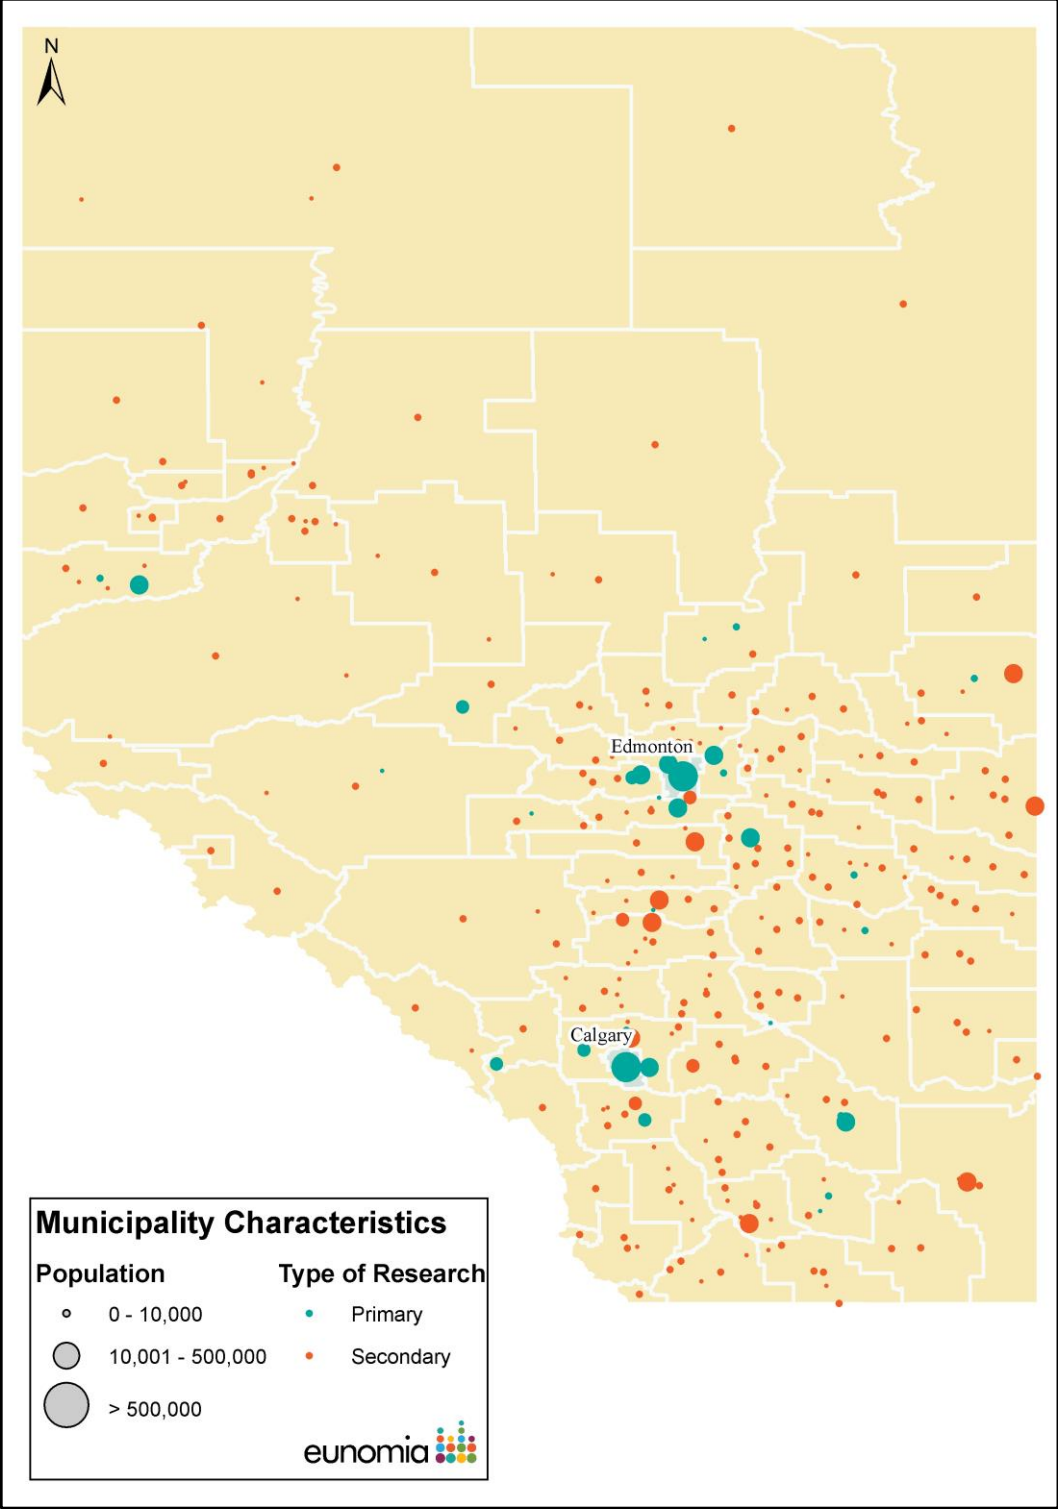 N
Edmonton
Calgary
Municipality Characteristics
Population
Type of Research
0 - 10,000
Primary
10,001 - 500,000
Secondary
> 500,000
eunomia